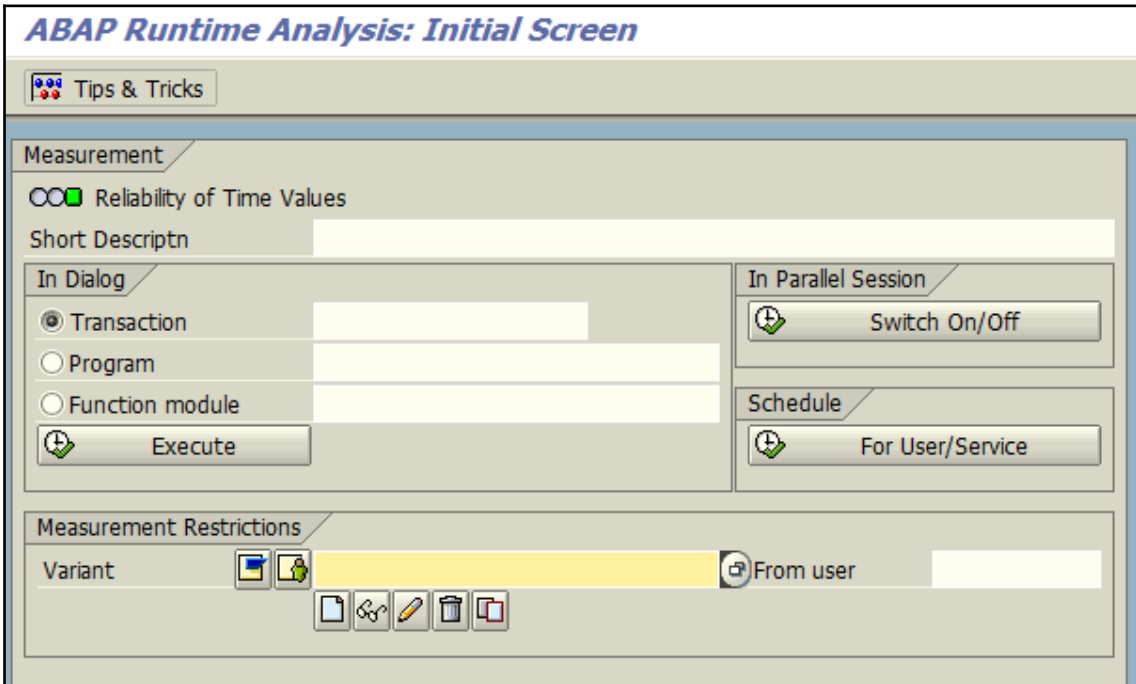 ABAP Runtime Analysis: Initial Screen
Tips & Tricks
Measurement
Reliability of Time Values
Short Descriptn
In Dialog
Transaction
Program
Function module
Execute
In Parallel Session
Switch On/Off
Schedule
For User/Service
Measurement Restrictions
Variant From user